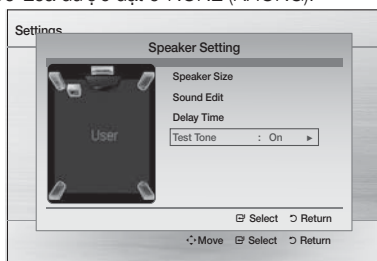 Settings
Speaker Setting
Speaker Size
Sound Edit
Delay Time
User
Test Tone : On ►
Select Return
Move Select Return